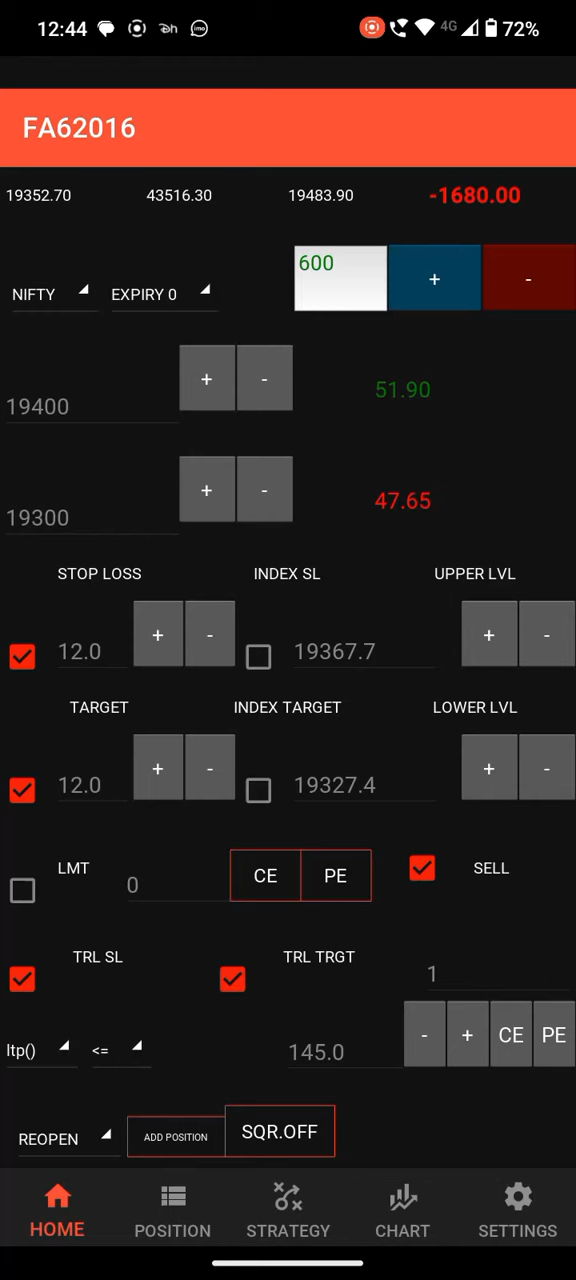 12:44 4G 72%
FA62016
19352.70 43516.30 19483.90 -1680.00
NIFTY EXPIRY 0 600 + -
19400 + - 51.90
19300 + - 47.65
STOP LOSS INDEX SL UPPER LVL
12.0 + - 19367.7 + -
TARGET INDEX TARGET LOWER LVL
12.0 + - 19327.4 + -
LMT 0 CE PE SELL
TRL SL TRL TRGT 1
ltp() <= 145.0 - + CE PE
REOPEN ADD POSITION SQR.OFF
HOME POSITION STRATEGY CHART SETTINGS